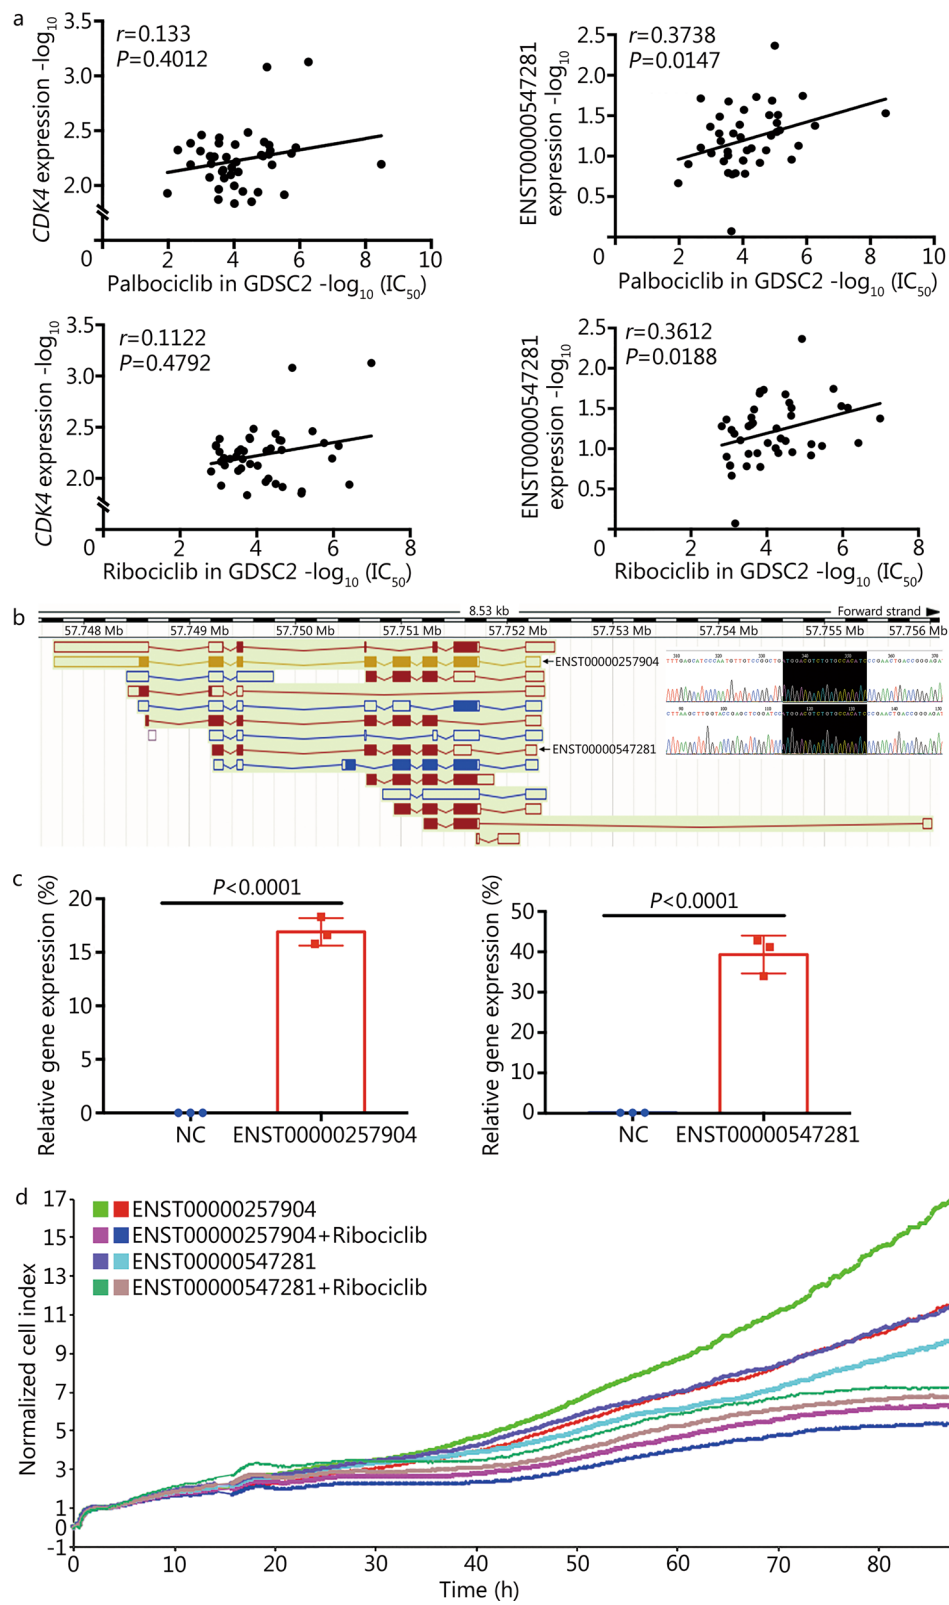 a
3.5
3.0
2.5
2.0
0
CDK4 expression -log10
r=0.133
P=0.4012
2 4 6 8 10
Palbociclib in GDSC2 -log10 (IC50)
2.5
2.0
1.5
1.0
0.5
0
ENST00000547281
expression -log10
r=0.3738
P=0.0147
2 4 6 8 10
Palbociclib in GDSC2 -log10 (IC50)
3.5
3.0
2.5
2.0
0
CDK4 expression -log10
r=0.1122
P=0.4792
2 4 6 8
Ribociclib in GDSC2 -log10 (IC50)
2.5
2.0
1.5
1.0
0.5
0
ENST00000547281
expression -log10
r=0.3612
P=0.0188
2 4 6 8
Ribociclib in GDSC2 -log10 (IC50)
b
8.53 kb
Forward strand
57.748 Mb 57.749 Mb 57.750 Mb 57.751 Mb 57.752 Mb 57.753 Mb 57.754 Mb 57.755 Mb 57.756 Mb
ENST00000257904
ENST00000547281
c
20
15
10
5
0
Relative gene expression (%)
P<0.0001
NC ENST00000257904
50
40
30
20
10
0
Relative gene expression (%)
P<0.0001
NC ENST00000547281
d
17
15
13
11
9
7
5
3
1
0
-1
Normalized cell index
ENST00000257904
ENST00000257904+Ribociclib
ENST00000547281
ENST00000547281+Ribociclib
0 10 20 30 40 50 60 70 80
Time (h)